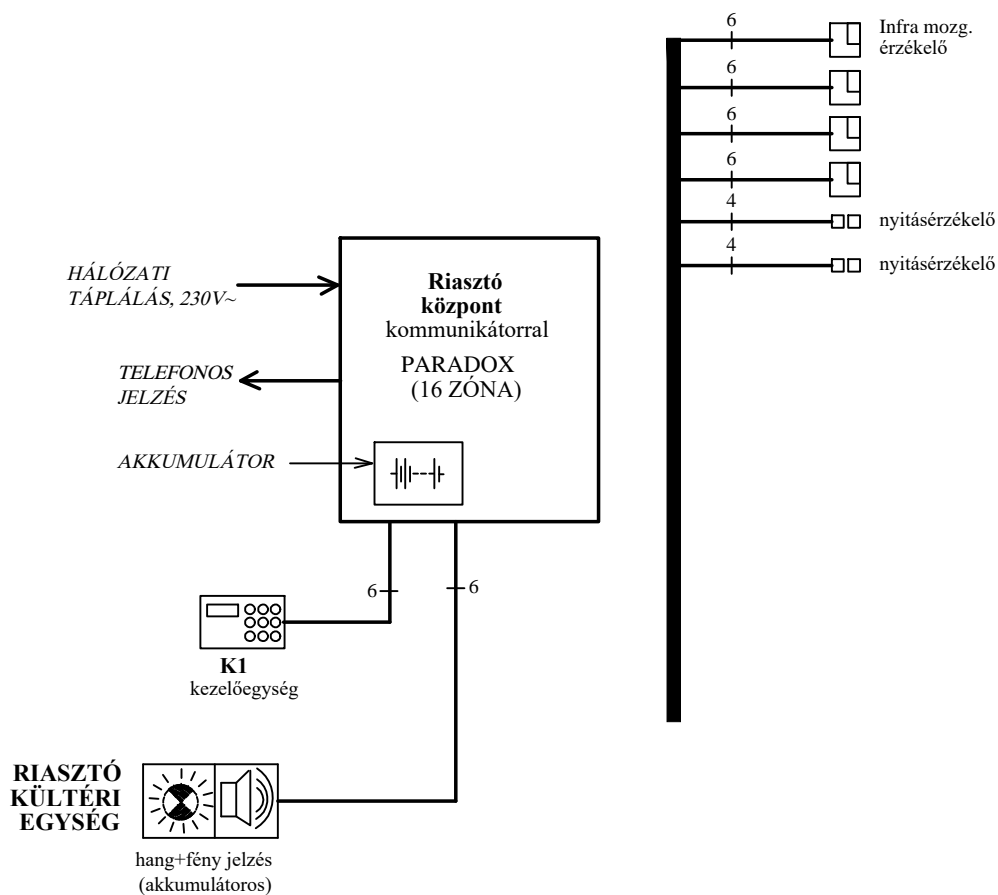 6
Infra mozg.
érzékelő
6
6
6
4
nyitásérzékelő
4
nyitásérzékelő
HÁLÓZATI
TÁPLÁLÁS, 230V~
Riasztó
központ
kommunikátorral
PARADOX
(16 ZÓNA)
TELEFONOS
JELZÉS
AKKUMULÁTOR
6
6
K1
kezelőegység
RIASZTÓ
KÜLTÉRI
EGYSÉG
hang+fény jelzés
(akkumulátoros)